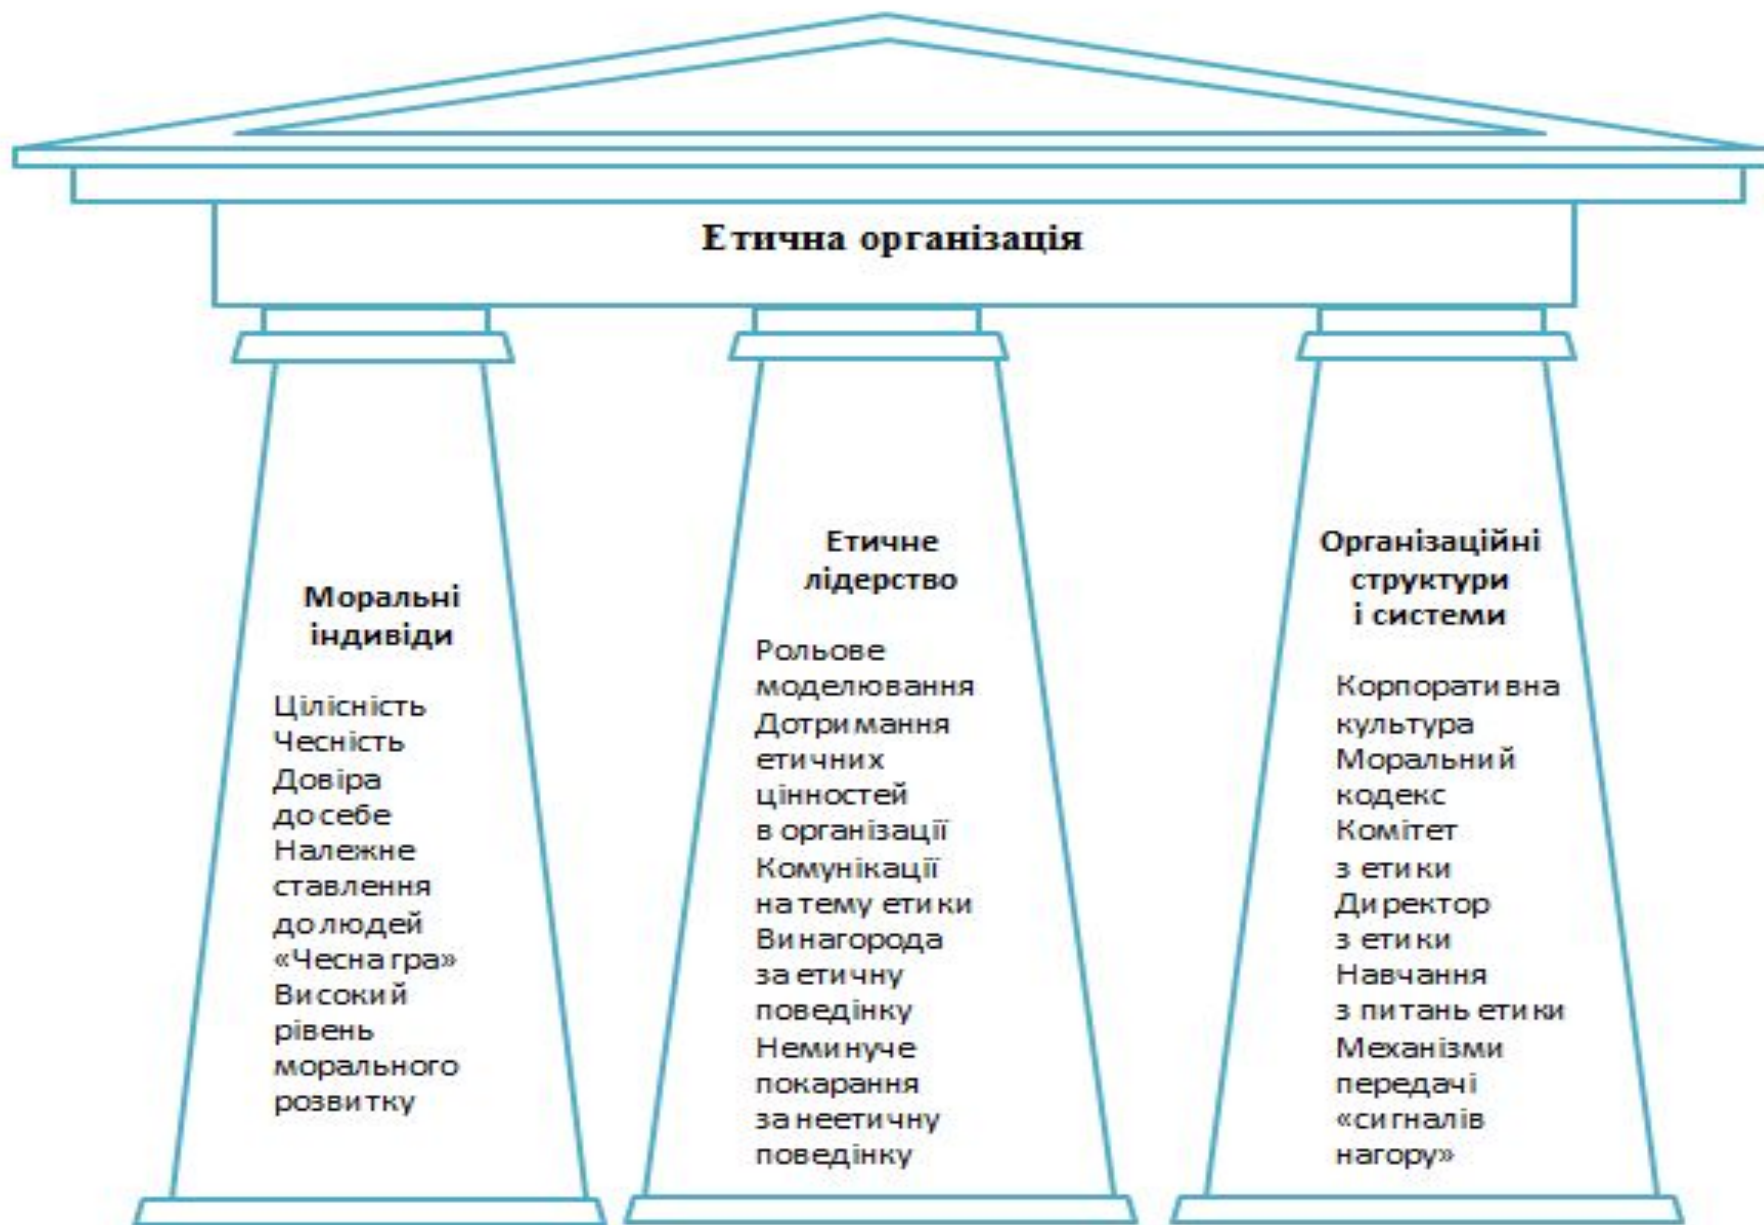 Етична організація
Моральні
індивіди
Цілісність
Чесність
Довіра
до себе
Належне
ставлення
до людей
«Чесна гра»
Високий
рівень
морального
розвитку
Етичне
лідерство
Рольове
моделювання
Дотримання
етичних
цінностей
в організації
Комунікації
на тему етики
Винагорода
за етичну
поведінку
Неминуче
покарання
за неетичну
поведінку
Організаційні
структури
і системи
Корпоративна
культура
Моральний
кодекс
Комітет
з етики
Директор
з етики
Навчання
з питань етики
Механізми
передачі
«сигналів
нагору»